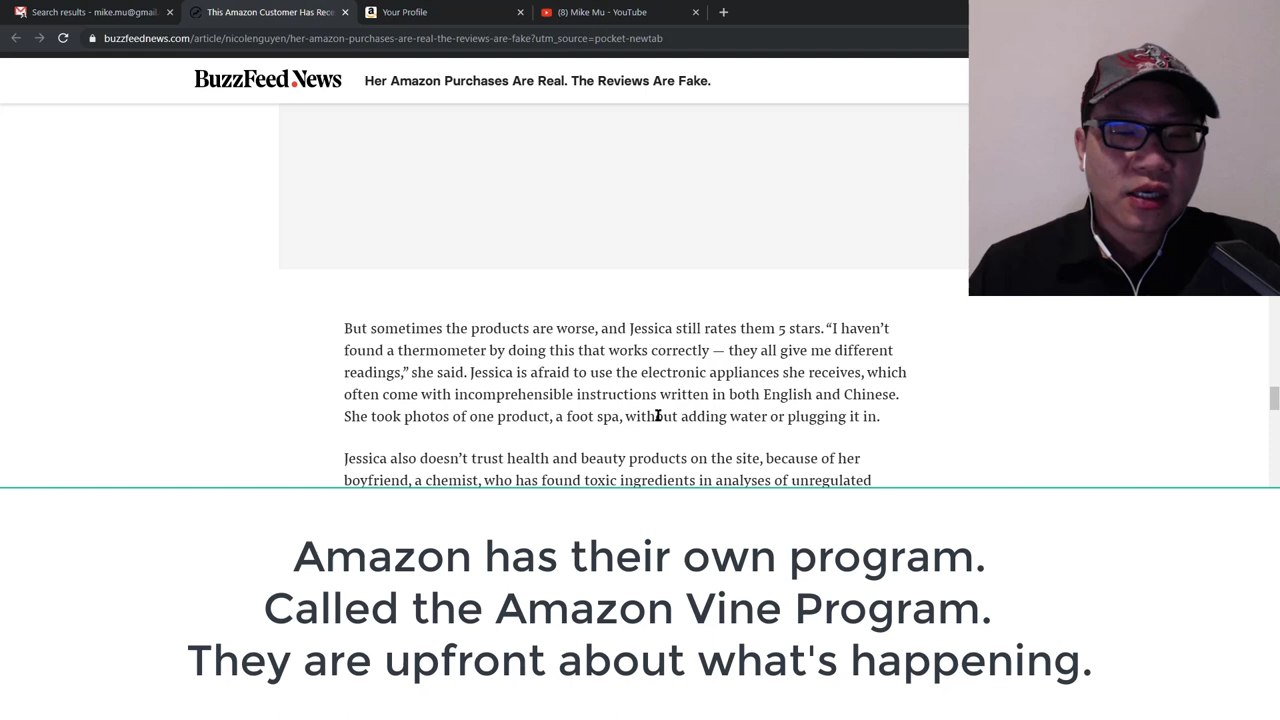 Search results - mike.mu@gmail.
This Amazon Customer Has Rece
Your Profile
(8) Mike Mu - YouTube
buzzfeednews.com/article/nicolenguyen/her-amazon-purchases-are-real-the-reviews-are-fake?utm_source=pocket-newtab
BuzzFeed.News
Her Amazon Purchases Are Real. The Reviews Are Fake.
But sometimes the products are worse, and Jessica still rates them 5 stars. “I haven’t
found a thermometer by doing this that works correctly — they all give me different
readings,” she said. Jessica is afraid to use the electronic appliances she receives, which
often come with incomprehensible instructions written in both English and Chinese.
She took photos of one product, a foot spa, without adding water or plugging it in.
Jessica also doesn’t trust health and beauty products on the site, because of her
boyfriend, a chemist, who has found toxic ingredients in analyses of unregulated
Amazon has their own program.
Called the Amazon Vine Program.
They are upfront about what's happening.